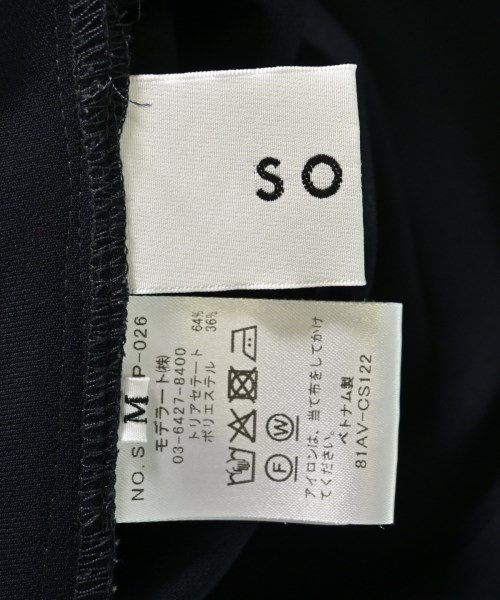 SO
NO. S P-026
M
モデラート(株)
03-6427-8400
トリアセテート 64%
ポリエステル 36%
F W
アイロンは、当て布をしてかけ
てください。
ベトナム製
81AV-CS122